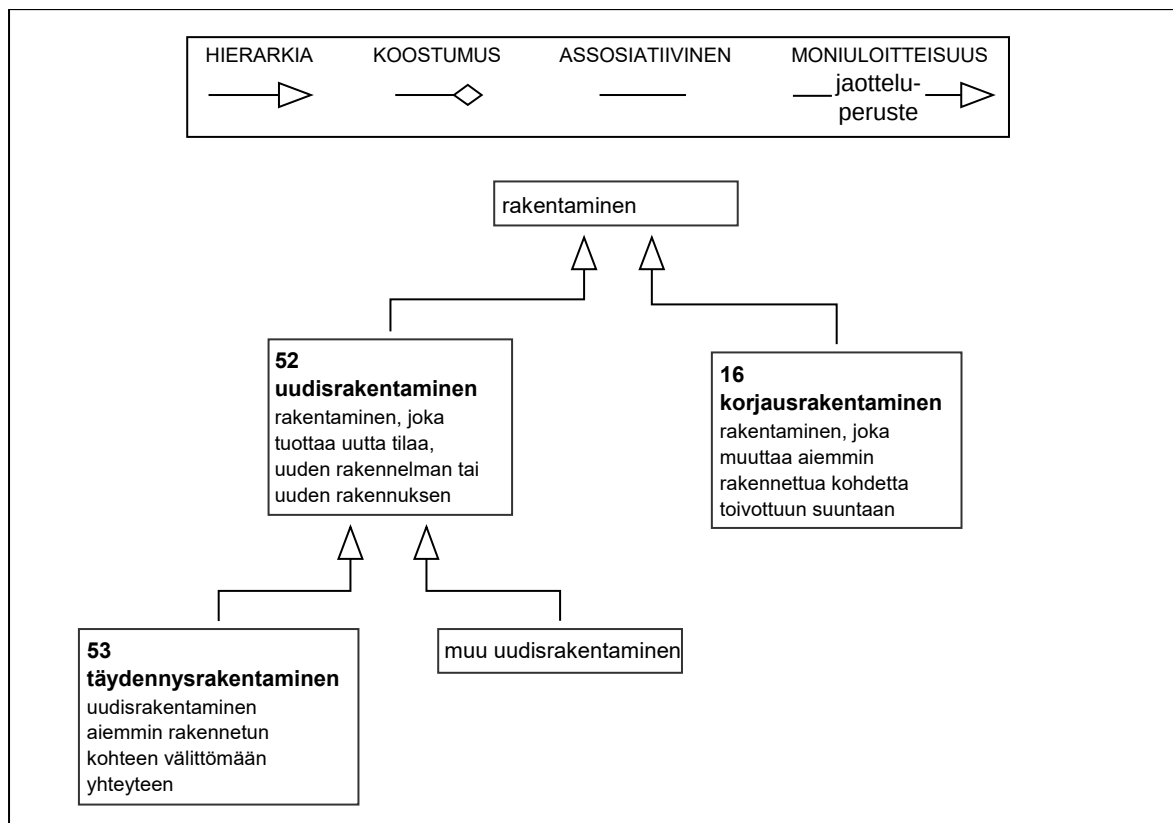 HIERARKIA
KOOSTUMUS
ASSOSIATIIVINEN
MONIULOITTEISUUS
jaottelu-
peruste
rakentaminen
52
uudisrakentaminen
rakentaminen, joka
tuottaa uutta tilaa,
uuden rakennelman tai
uuden rakennuksen
16
korjausrakentaminen
rakentaminen, joka
muuttaa aiemmin
rakennettua kohdetta
toivottuun suuntaan
53
täydennysrakentaminen
uudisrakentaminen
aiemmin rakennetun
kohteen välittömään
yhteyteen
muu uudisrakentaminen